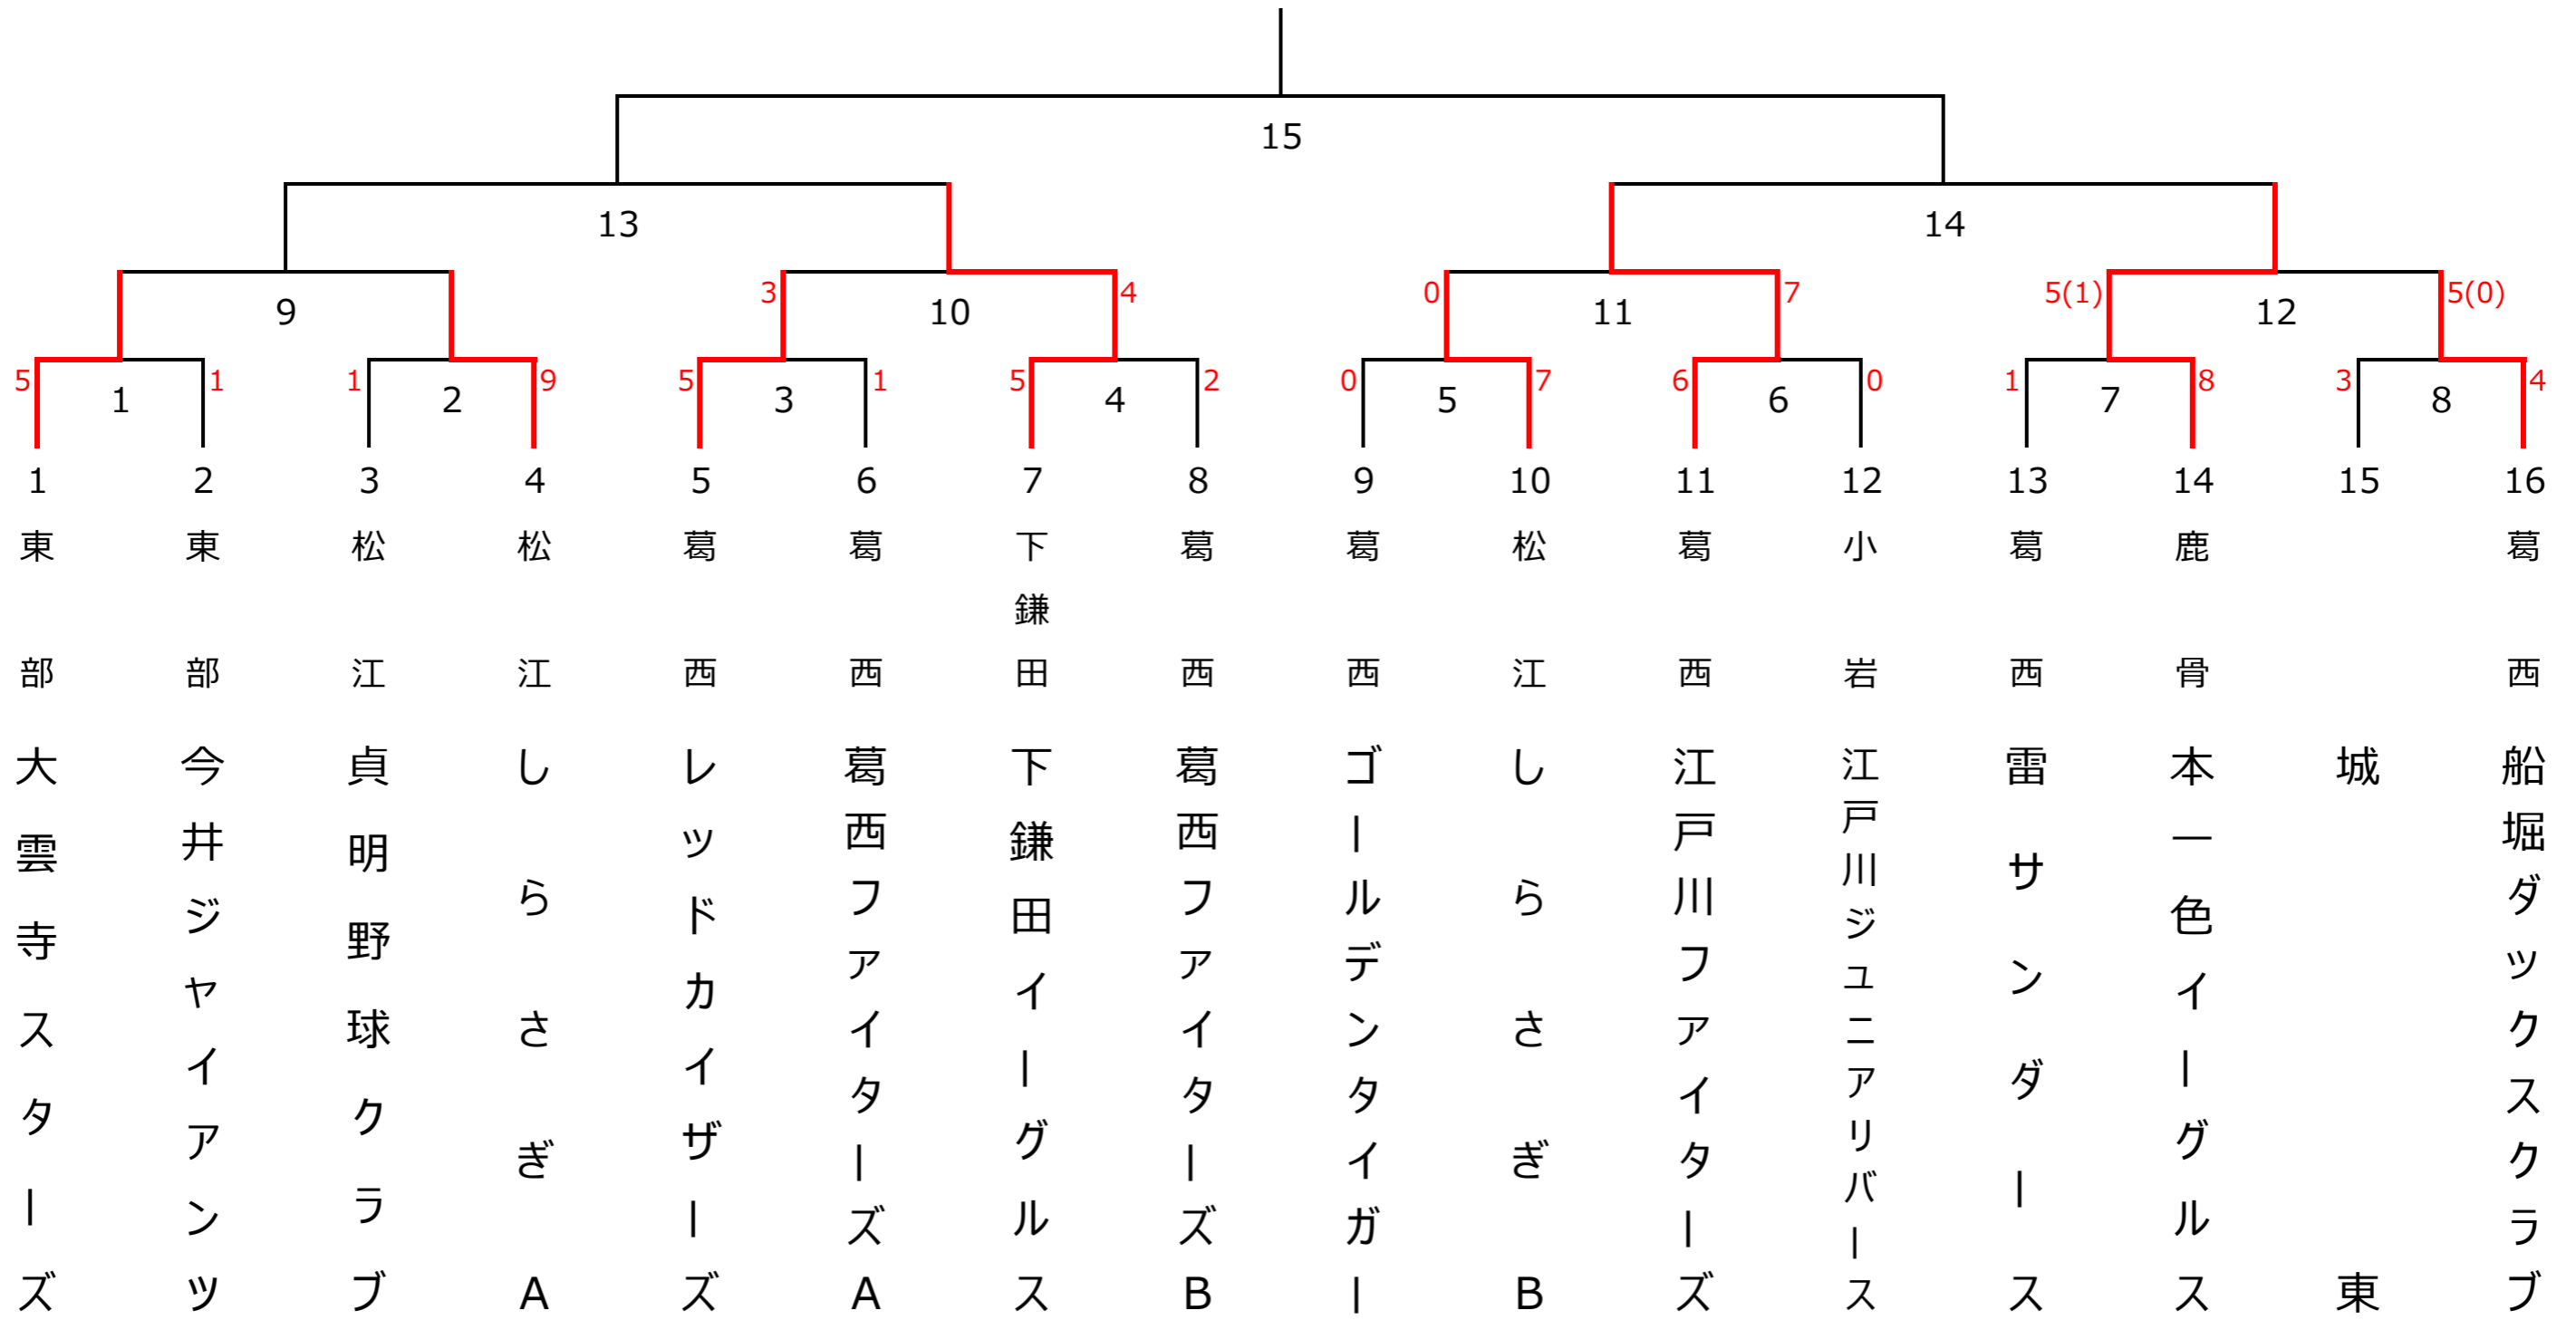 15
13
14
3
4
0
7
5(1)
5(0)
9
10
11
12
5
1
1
9
5
1
5
2
0
7
6
0
1
8
3
4
1
2
3
4
5
6
7
8
1
2
3
4
5
6
7
8
9
10
11
12
13
14
15
16
東部
東部
松江
松江
葛西
葛西
下鎌田
葛西
葛西
松江
葛西
小岩
葛西
鹿骨
葛西
大雲寺スターズ
今井ジャイアンツ
貞明野球クラブ
しらさぎA
レッドカイザーズ
葛西ファイターズA
下鎌田イーグルス
葛西ファイターズB
ゴールデンタイガー
しらさぎB
江戸川ファイターズ
江戸川ジュニアリバース
雷サンダース
本一色イーグルス
城東
船堀ダックスクラブ